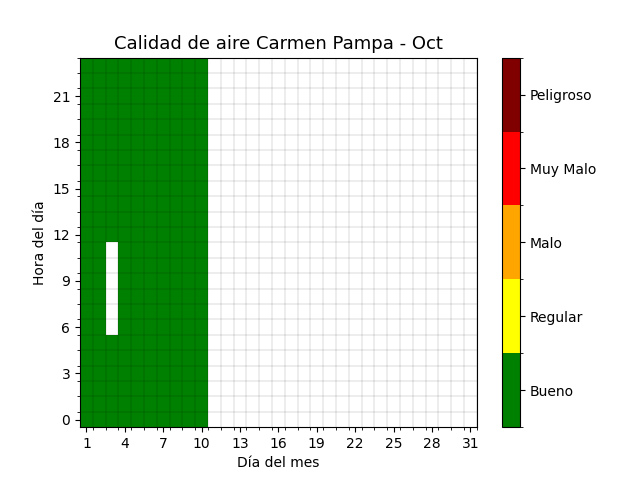 Calidad de aire Carmen Pampa - Oct
Hora del día
21
18
15
12
9
6
3
0
1 4 7 10 13 16 19 22 25 28 31
Día del mes
Peligroso
Muy Malo
Malo
Regular
Bueno